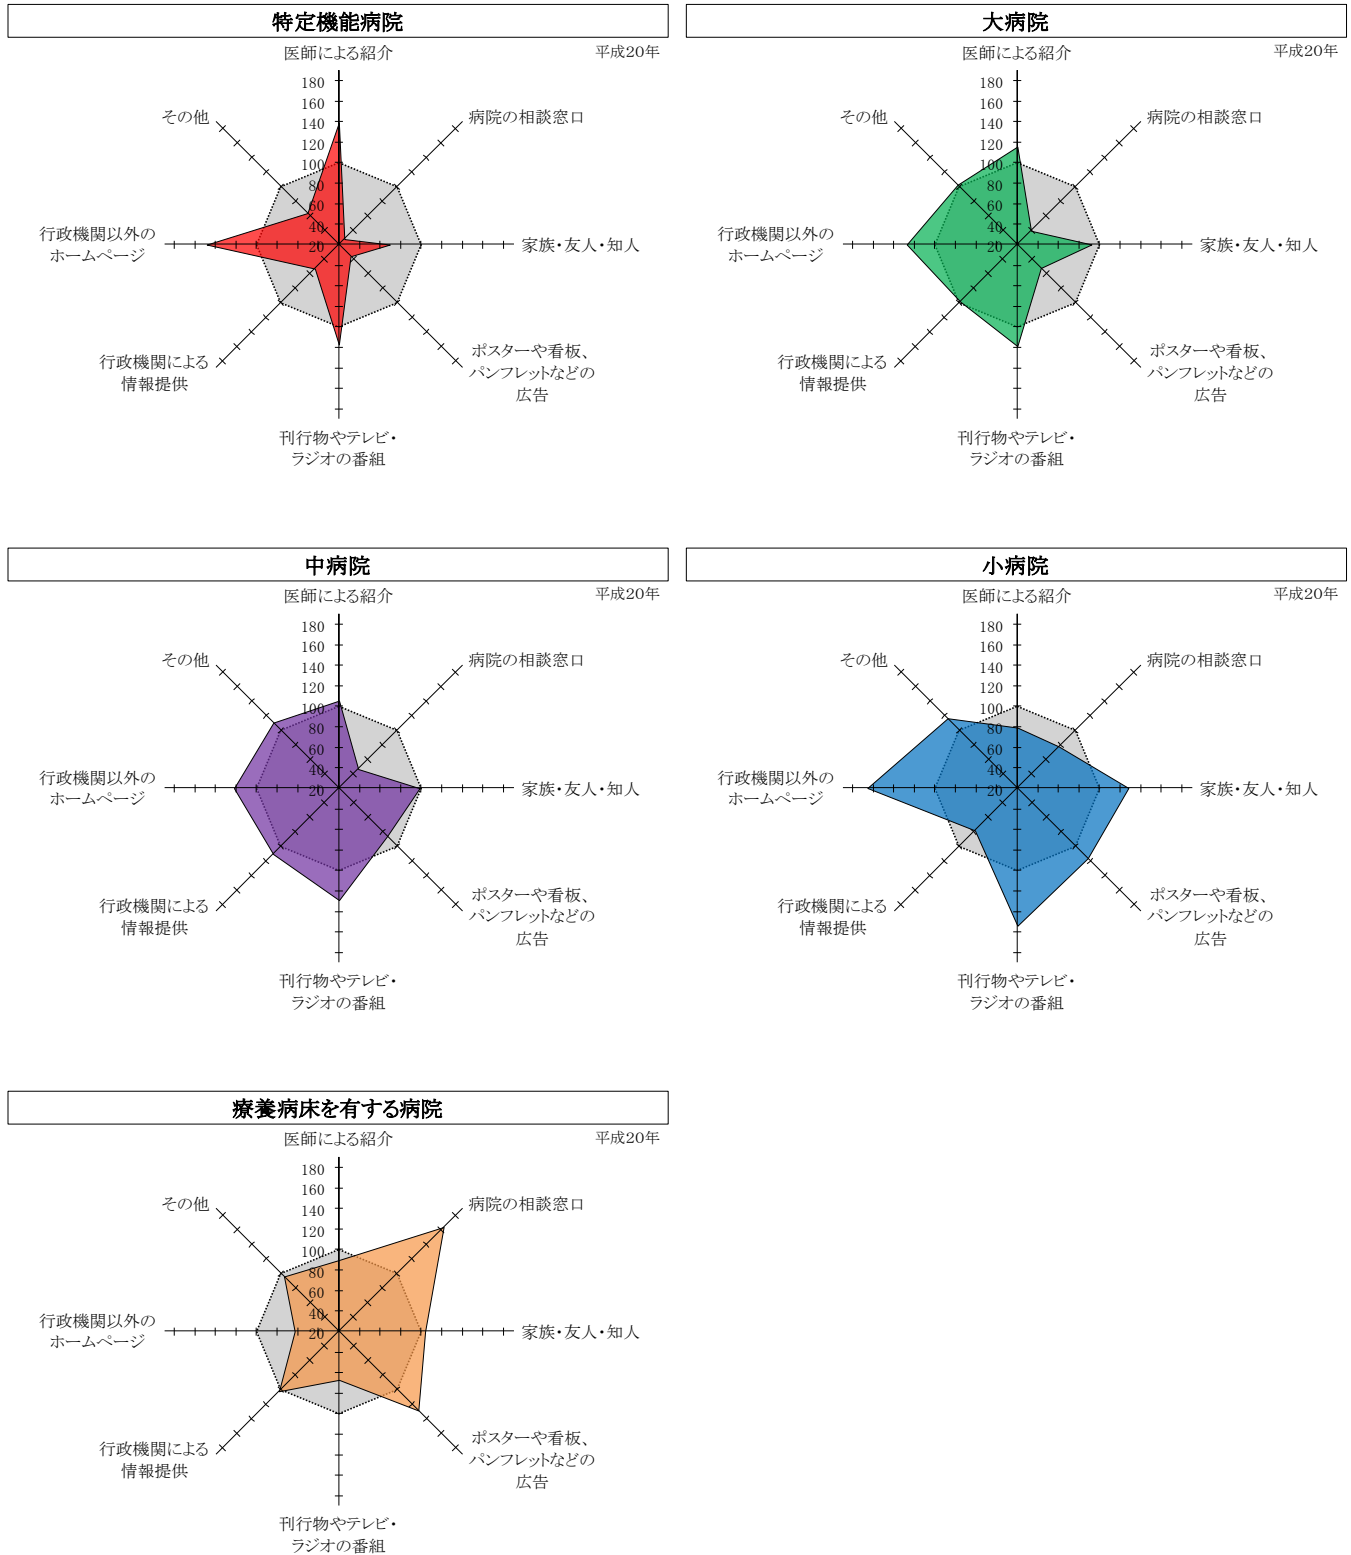 特定機能病院
医師による紹介
平成20年
180
160
140
120
100
80
60
40
20
その他
病院の相談窓口
行政機関以外の
ホームページ
家族・友人・知人
行政機関による
情報提供
ポスターや看板、
パンフレットなどの
広告
刊行物やテレビ・
ラジオの番組
大病院
医師による紹介
平成20年
180
160
140
120
100
80
60
40
20
その他
病院の相談窓口
行政機関以外の
ホームページ
家族・友人・知人
行政機関による
情報提供
ポスターや看板、
パンフレットなどの
広告
刊行物やテレビ・
ラジオの番組
中病院
医師による紹介
平成20年
180
160
140
120
100
80
60
40
20
その他
病院の相談窓口
行政機関以外の
ホームページ
家族・友人・知人
行政機関による
情報提供
ポスターや看板、
パンフレットなどの
広告
刊行物やテレビ・
ラジオの番組
小病院
医師による紹介
平成20年
180
160
140
120
100
80
60
40
20
その他
病院の相談窓口
行政機関以外の
ホームページ
家族・友人・知人
行政機関による
情報提供
ポスターや看板、
パンフレットなどの
広告
刊行物やテレビ・
ラジオの番組
療養病床を有する病院
医師による紹介
平成20年
180
160
140
120
100
80
60
40
20
その他
病院の相談窓口
行政機関以外の
ホームページ
家族・友人・知人
行政機関による
情報提供
ポスターや看板、
パンフレットなどの
広告
刊行物やテレビ・
ラジオの番組